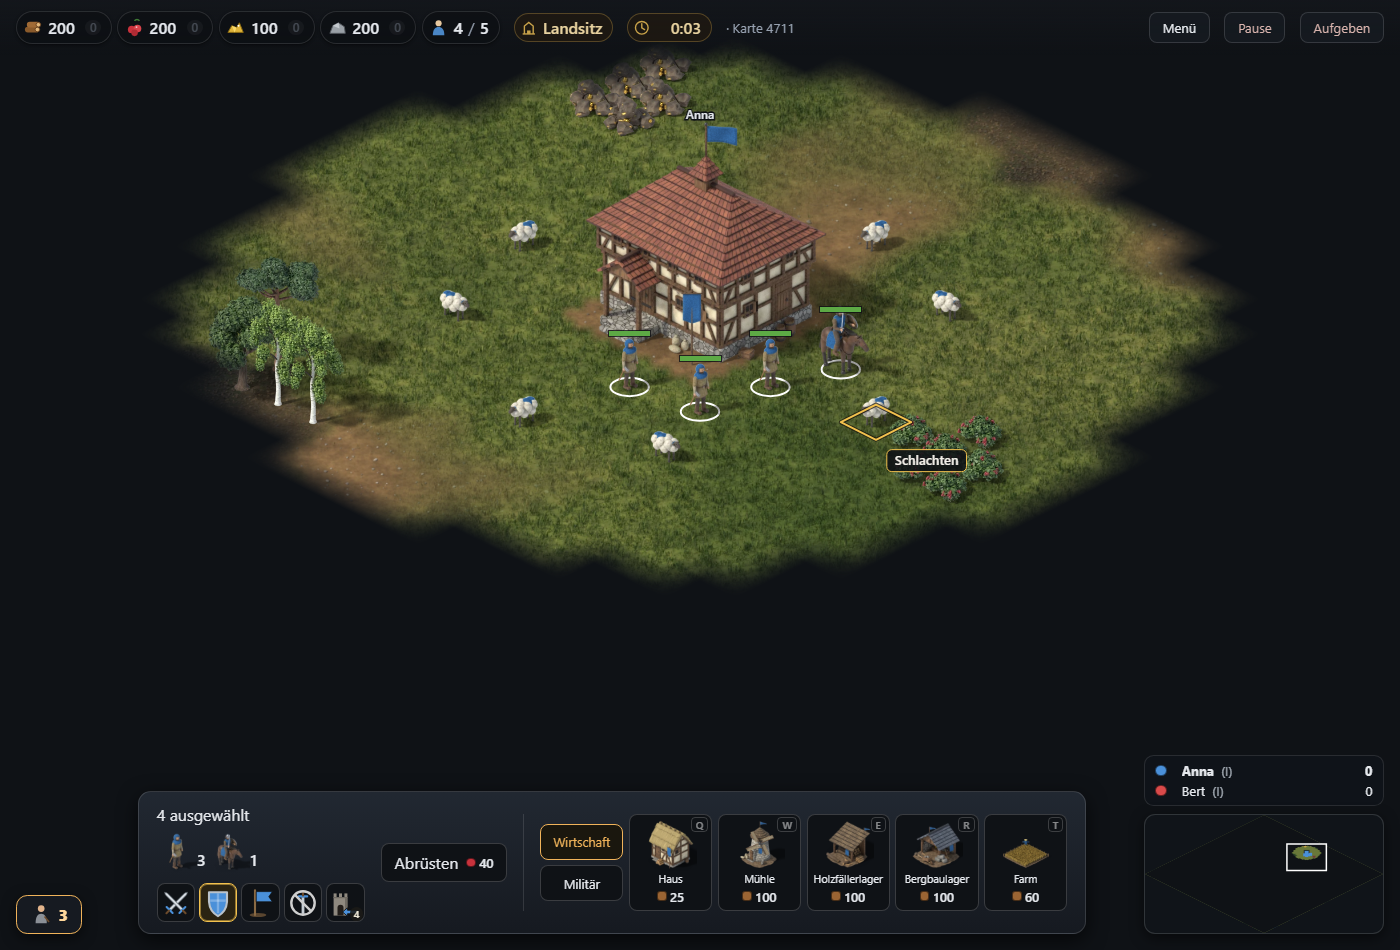 200 0 200 0 100 0 200 0 4 / 5 Landsitz 0:03 · Karte 4711 Menü Pause Aufgeben
Anna
Schlachten
4 ausgewählt
3 1
4
Abrüsten 40
Wirtschaft
Militär
Q
Haus
25
W
Mühle
100
E
Holzfällerlager
100
R
Bergbaulager
100
T
Farm
60
3
Anna (I) 0
Bert (I) 0